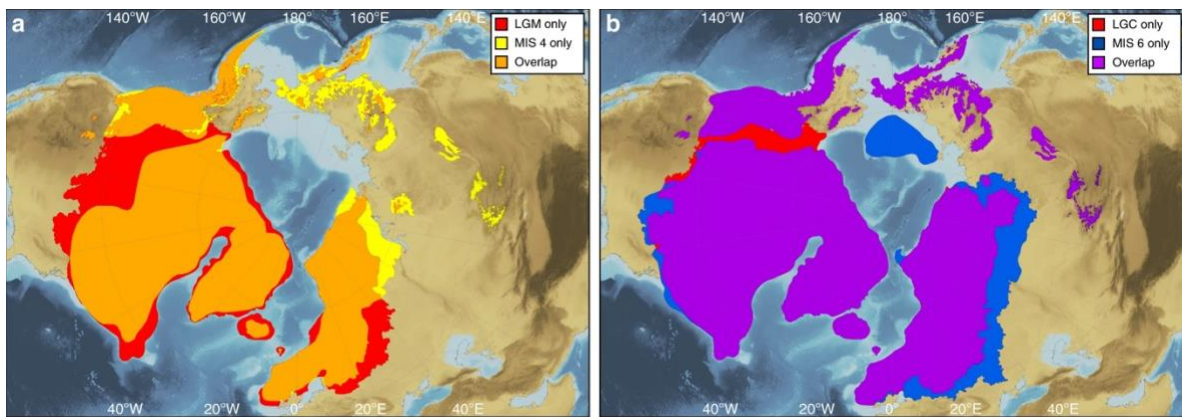 a
140°W 160°W 180° 160°E 140°E
LGM only
MIS 4 only
Overlap
40°W 20°W 0° 20°E 40°E
b
140°W 160°W 180° 160°E 140°E
LGC only
MIS 6 only
Overlap
40°W 20°W 0° 20°E 40°E